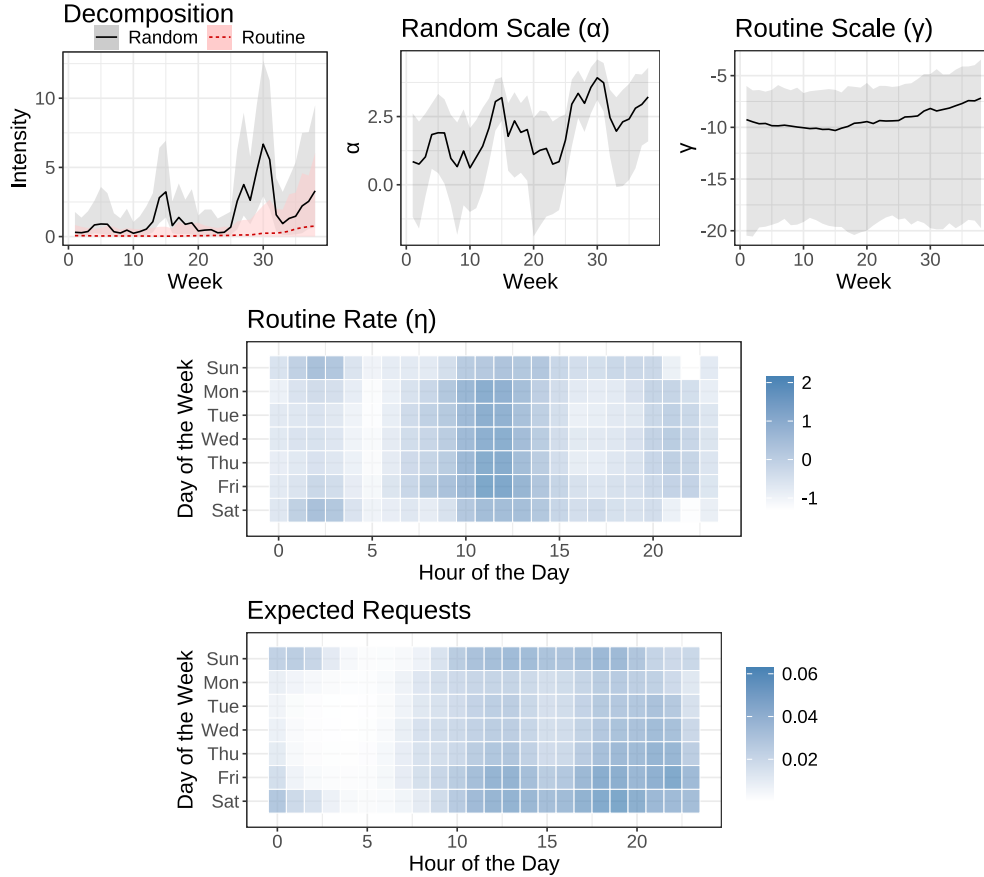 Decomposition
Random Routine
Intensity
10
5
0
0 10 20 30
Week
Random Scale (α)
α
2.5
0.0
0 10 20 30
Week
Routine Scale (γ)
γ
-5
-10
-15
-20
0 10 20 30
Week
Routine Rate (η)
Day of the Week
Sun
Mon
Tue
Wed
Thu
Fri
Sat
0 5 10 15 20
Hour of the Day
2
1
0
-1
Expected Requests
Day of the Week
Sun
Mon
Tue
Wed
Thu
Fri
Sat
0 5 10 15 20
Hour of the Day
0.06
0.04
0.02